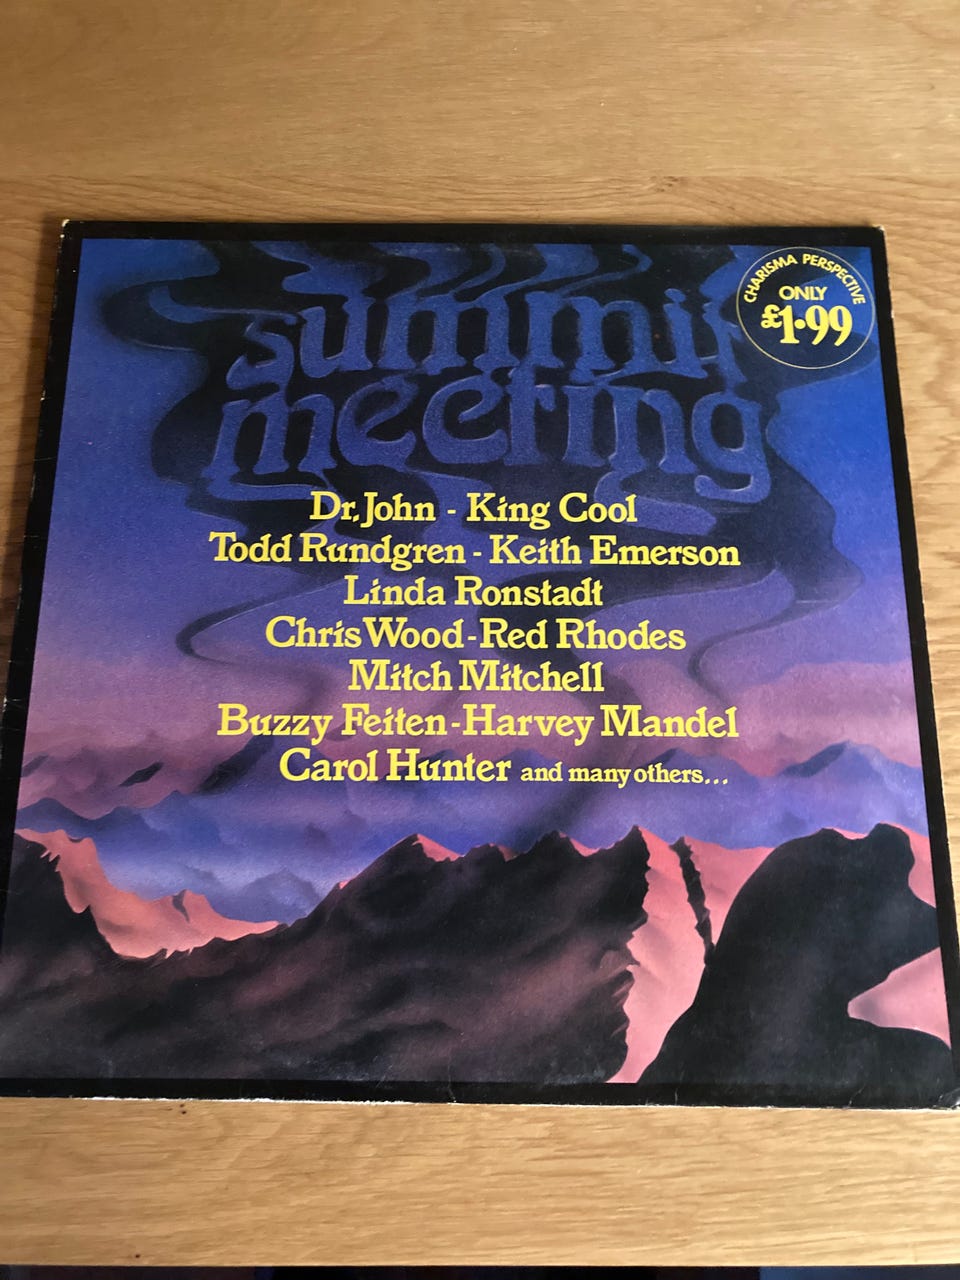 summit
meeting
CHARISMA PERSPECTIVE
ONLY
£1·99
Dr. John - King Cool
Todd Rundgren - Keith Emerson
Linda Ronstadt
Chris Wood - Red Rhodes
Mitch Mitchell
Buzzy Feiten - Harvey Mandel
Carol Hunter and many others...